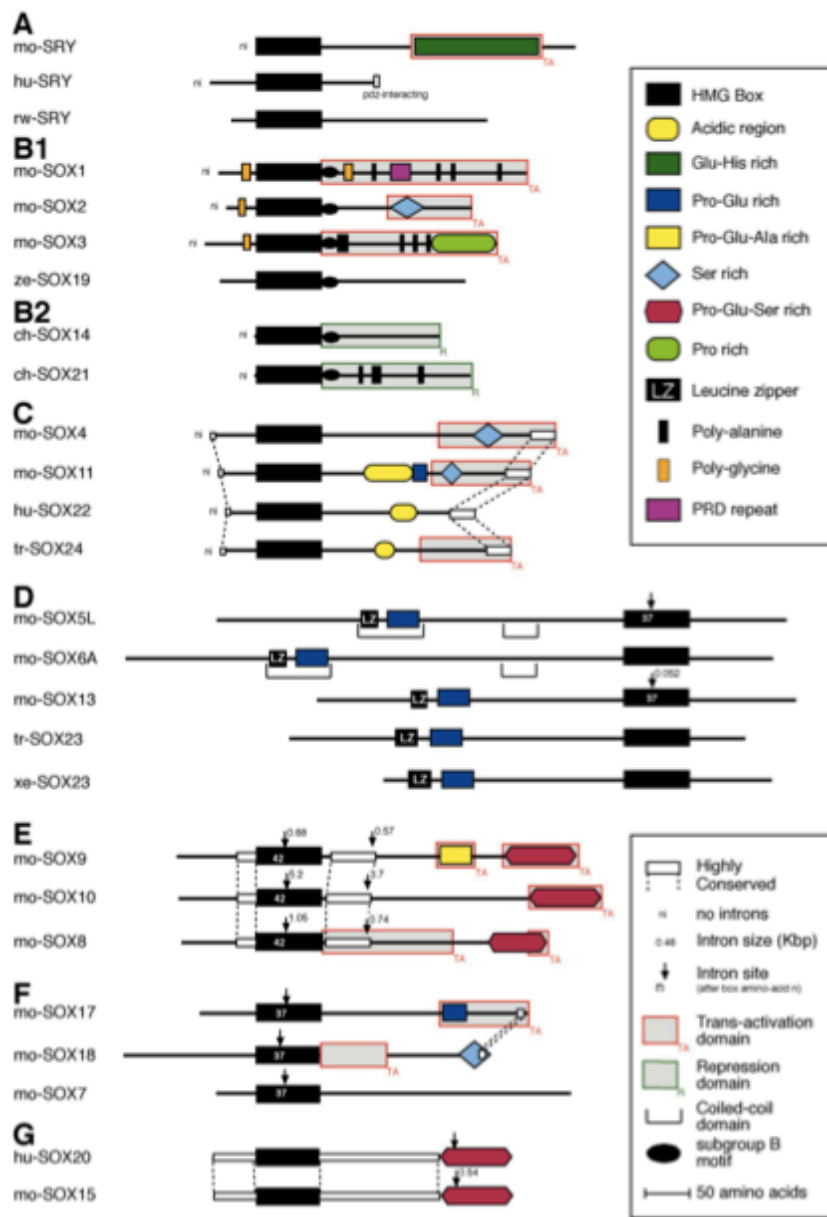 A
mo-SRY
ni
TA
hu-SRY
ni
pdz-interacting
rw-SRY
B1
mo-SOX1
ni
TA
mo-SOX2
ni
TA
mo-SOX3
ni
TA
ze-SOX19
B2
ch-SOX14
ni
R
ch-SOX21
ni
R
C
mo-SOX4
ni
TA
mo-SOX11
ni
TA
hu-SOX22
ni
tr-SOX24
ni
TA
HMG Box
Acidic region
Glu-His rich
Pro-Glu rich
Pro-Glu-Ala rich
Ser rich
Pro-Glu-Ser rich
Pro rich
LZ Leucine zipper
Poly-alanine
Poly-glycine
PRD repeat
D
mo-SOX5L
LZ
37
mo-SOX6A
LZ
0.052
mo-SOX13
LZ
37
tr-SOX23
LZ
xe-SOX23
LZ
E
0.88
0.57
mo-SOX9
42
TA
TA
5.2
3.7
mo-SOX10
42
TA
1.05
0.74
mo-SOX8
42
TA
TA
F
mo-SOX17
37
TA
mo-SOX18
37
TA
mo-SOX7
37
G
hu-SOX20
0.54
mo-SOX15
Highly
Conserved
ni no introns
0.48 Intron size (Kbp)
Intron site
n (after box amino-acid n)
Trans-activation
domain
TA
Repression
domain
R
Coiled-coil
domain
subgroup B
motif
50 amino acids